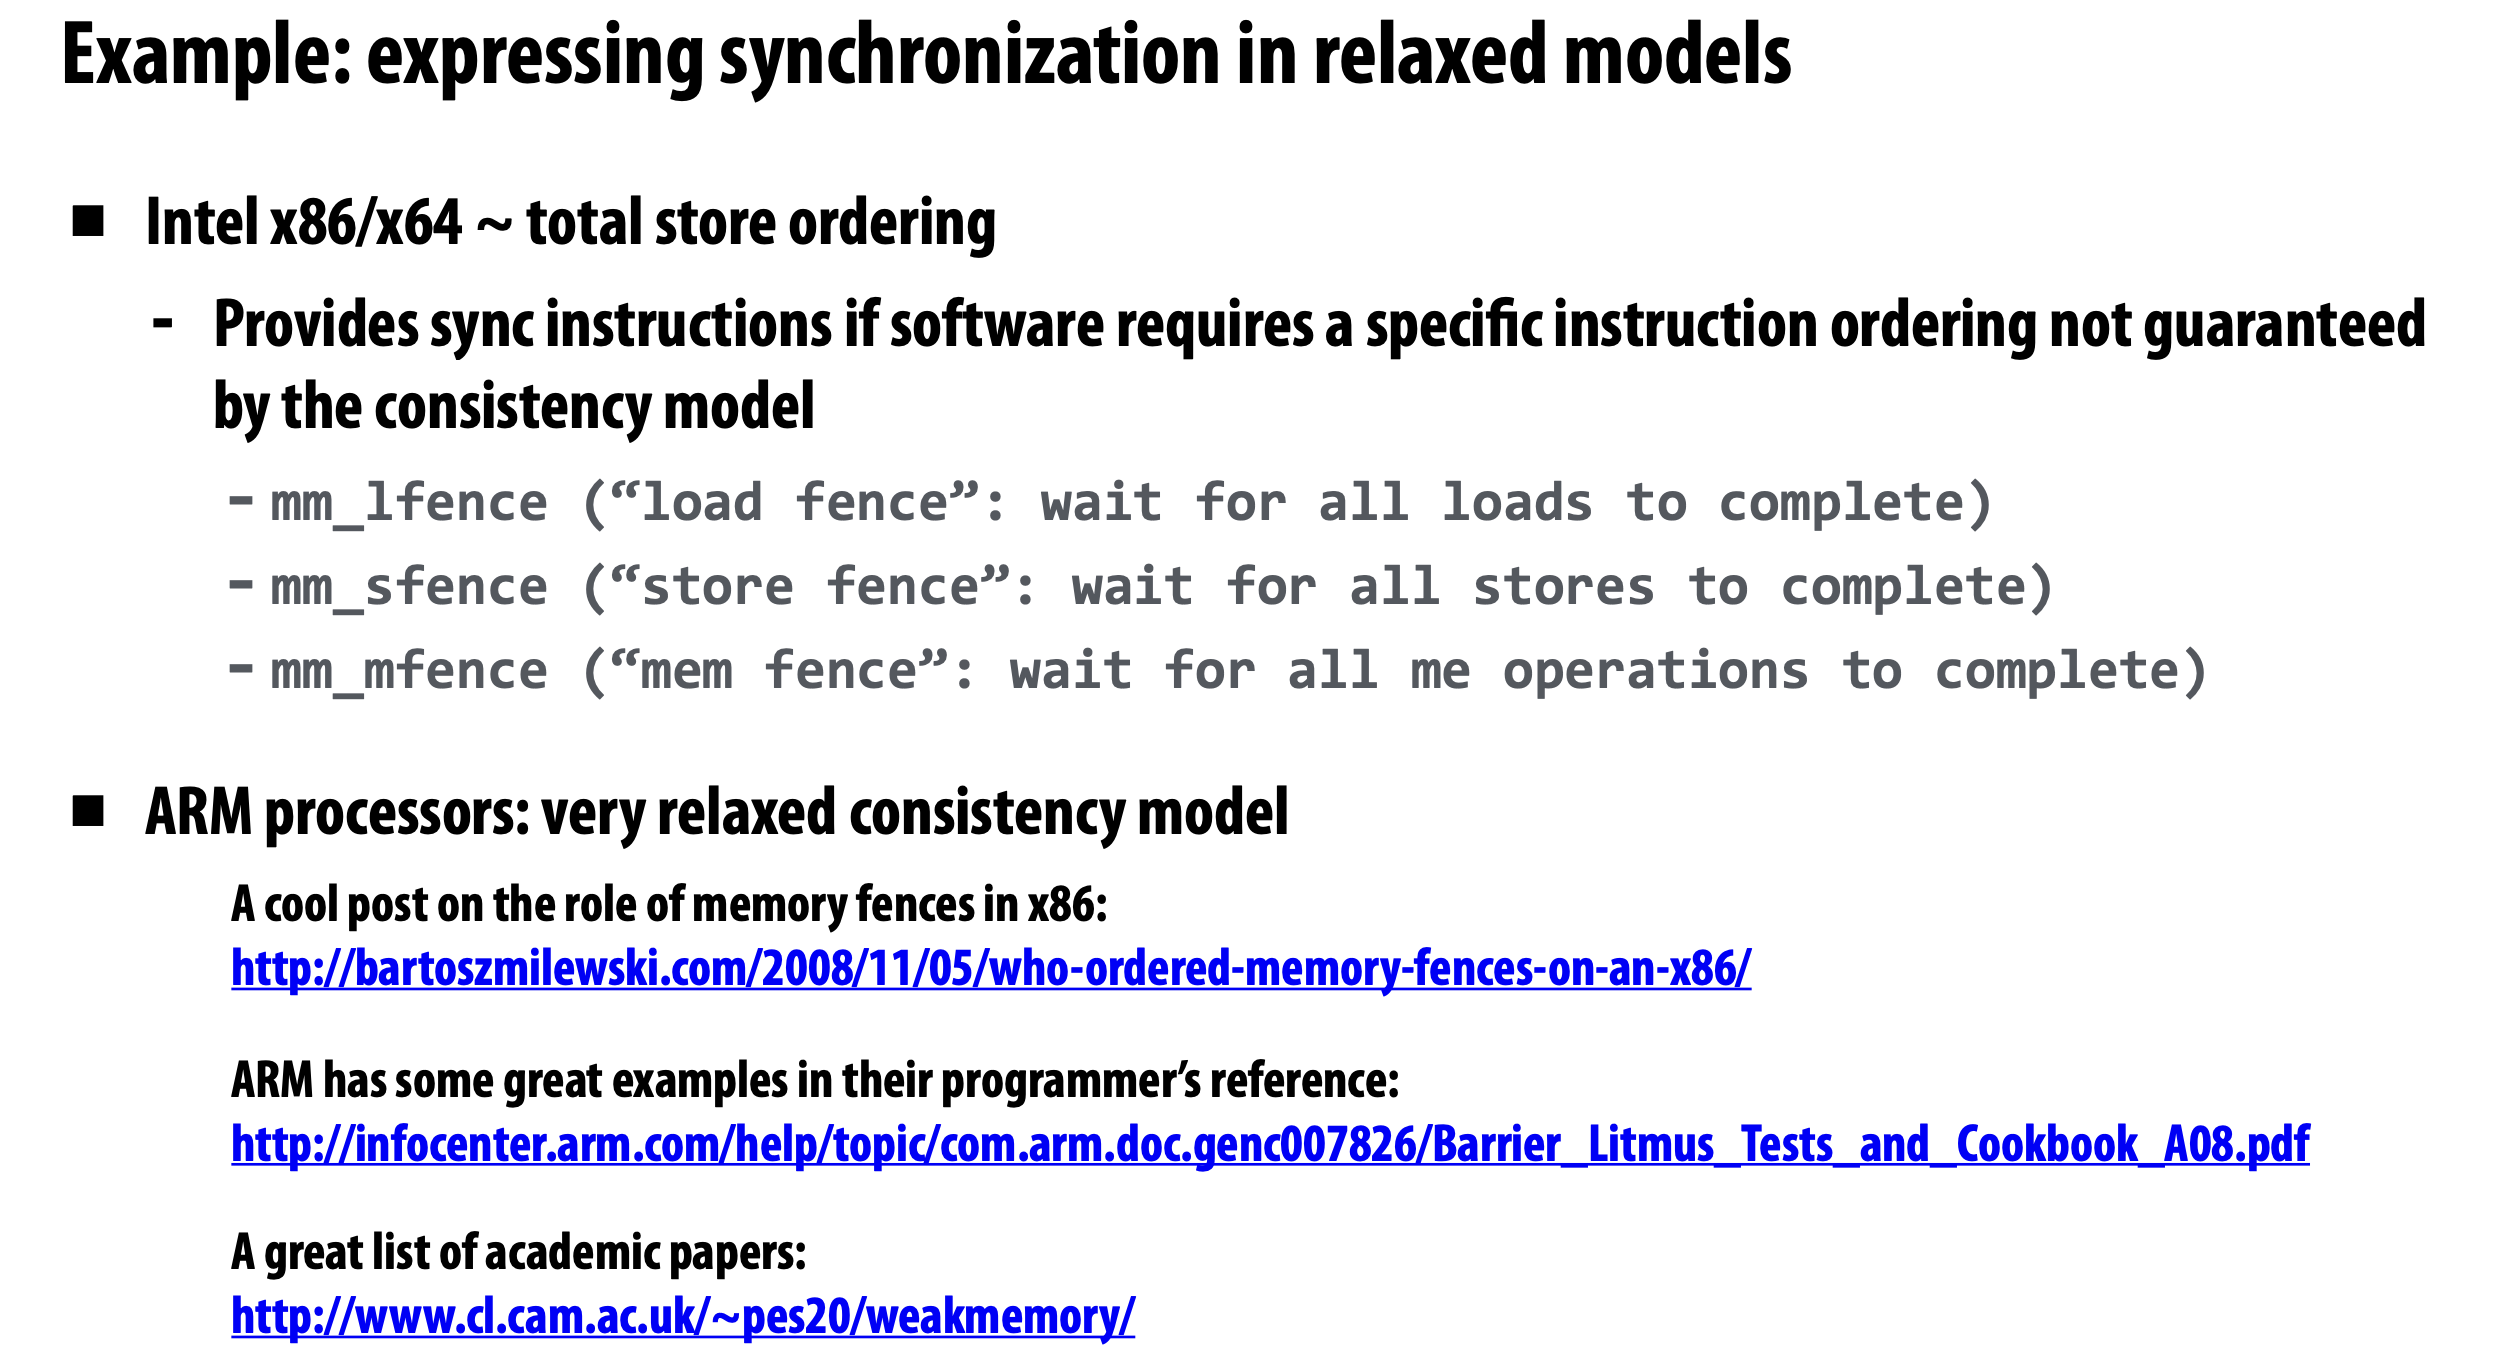 Example: expressing synchronization in relaxed models
■ Intel x86/x64 ~ total store ordering
- Provides sync instructions if software requires a specific instruction ordering not guaranteed
by the consistency model
- mm_lfence (“load fence”: wait for all loads to complete)
- mm_sfence (“store fence”: wait for all stores to complete)
- mm_mfence (“mem fence”: wait for all me operations to complete)
■ ARM processors: very relaxed consistency model
A cool post on the role of memory fences in x86:
http://bartoszmilewski.com/2008/11/05/who-ordered-memory-fences-on-an-x86/
ARM has some great examples in their programmer’s reference:
http://infocenter.arm.com/help/topic/com.arm.doc.genc007826/Barrier_Litmus_Tests_and_Cookbook_A08.pdf
A great list of academic papers:
http://www.cl.cam.ac.uk/~pes20/weakmemory/